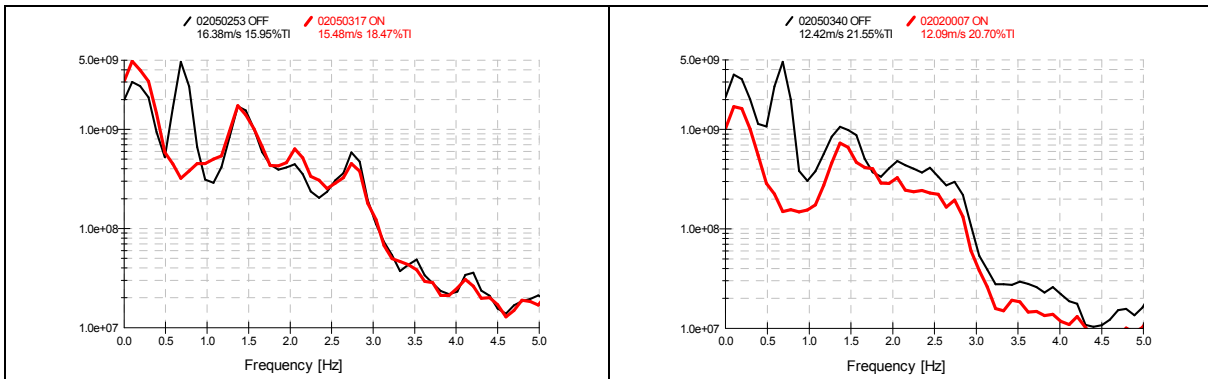 02050253 OFF 02050317 ON
16.38m/s 15.95%TI 15.48m/s 18.47%TI
5.0e+09
1.0e+09
1.0e+08
1.0e+07
0.0 0.5 1.0 1.5 2.0 2.5 3.0 3.5 4.0 4.5 5.0
Frequency [Hz]
02050340 OFF 02020007 ON
12.42m/s 21.55%TI 12.09m/s 20.70%TI
5.0e+09
1.0e+09
1.0e+08
1.0e+07
0.0 0.5 1.0 1.5 2.0 2.5 3.0 3.5 4.0 4.5 5.0
Frequency [Hz]